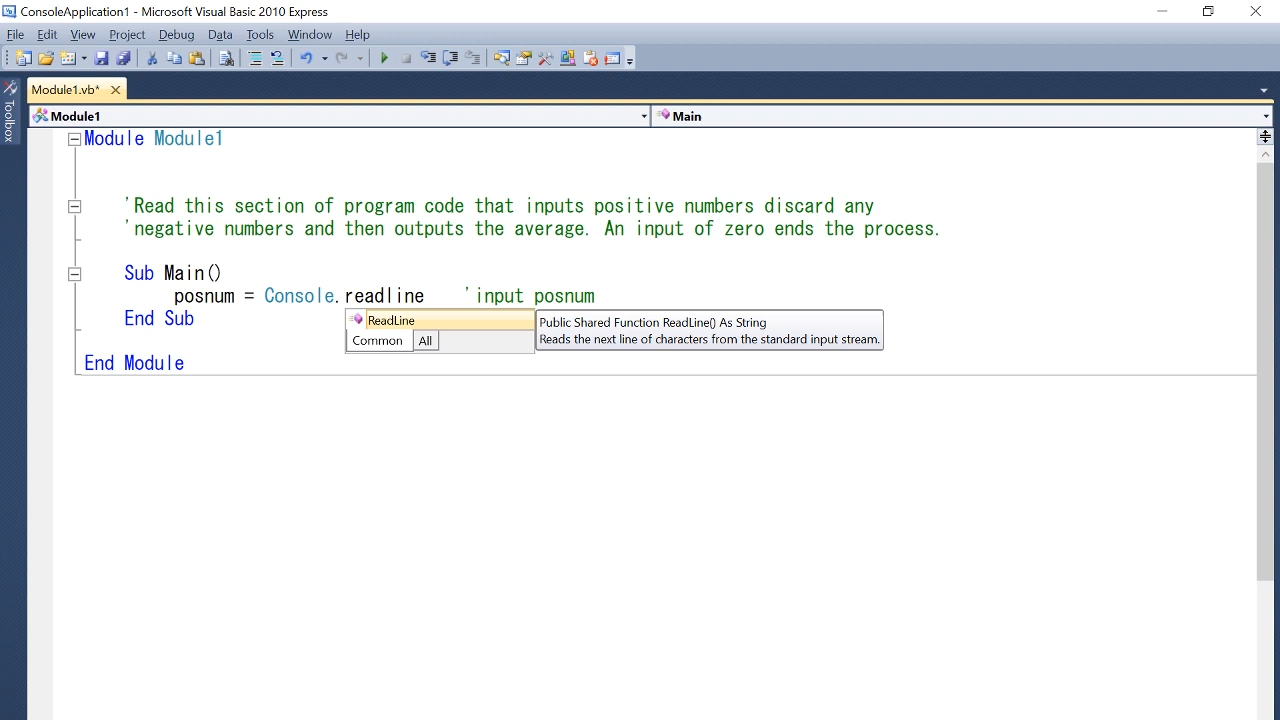 ConsoleApplication1 - Microsoft Visual Basic 2010 Express
File Edit View Project Debug Data Tools Window Help
Module1.vb*
Toolbox
Module1 Main
Module Module1
'Read this section of program code that inputs positive numbers discard any
'negative numbers and then outputs the average. An input of zero ends the process.
Sub Main()
posnum = Console.readline 'input posnum
End Sub
ReadLine
Common All
Public Shared Function ReadLine() As String
Reads the next line of characters from the standard input stream.
End Module